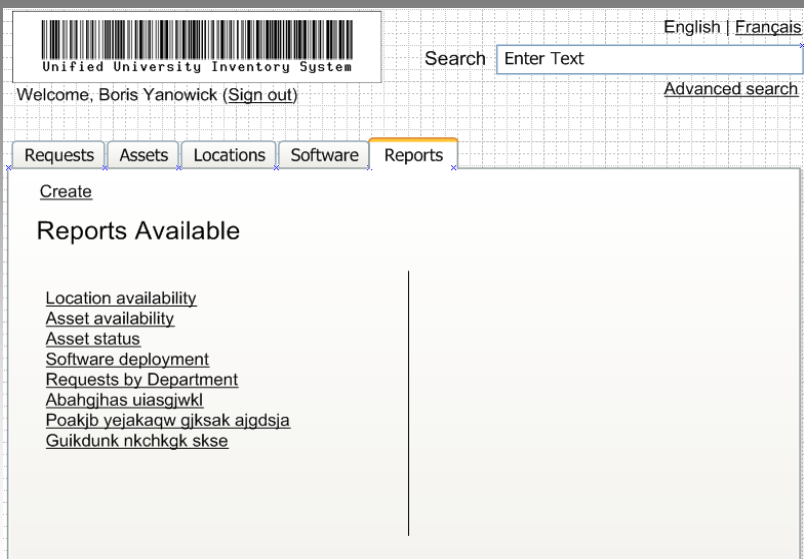 English | Français
Unified University Inventory System
Search Enter Text
Welcome, Boris Yanowick (Sign out)
Advanced search
Requests Assets Locations Software Reports
Create
Reports Available
Location availability
Asset availability
Asset status
Software deployment
Requests by Department
Abahgjhas uiasgjwkl
Poakjb yejakaqw gjksak ajgdsja
Guikdunk nkchkgk skse